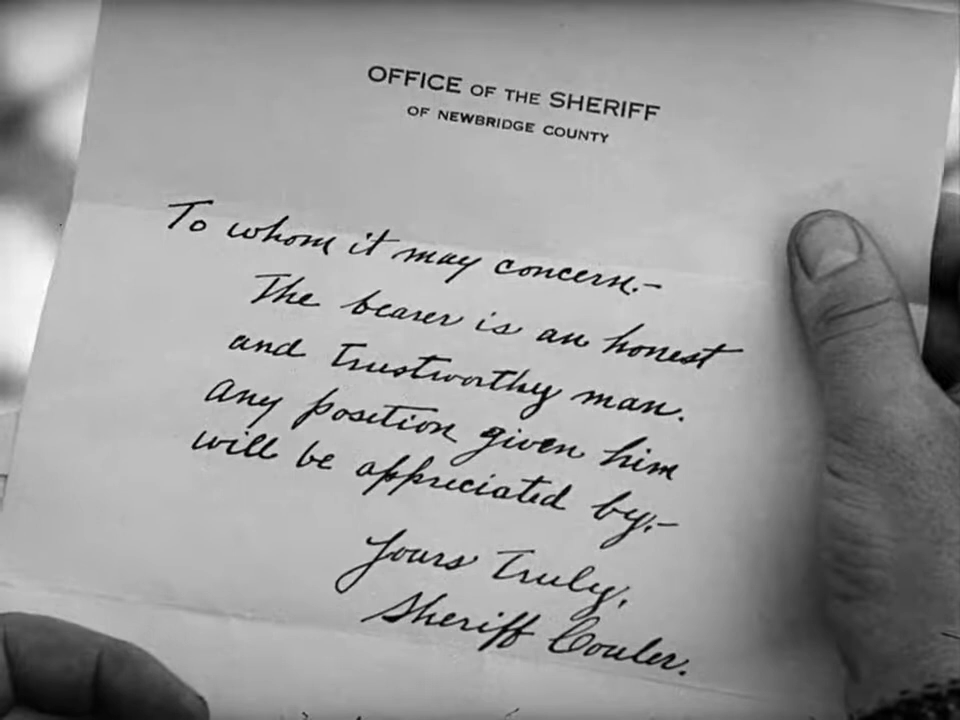 OFFICE OF THE SHERIFF
OF NEWBRIDGE COUNTY
To whom it may concern.-
The bearer is an honest
and trustworthy man.
Any position given him
will be appreciated by:-
Yours Truly,
Sheriff Couler.